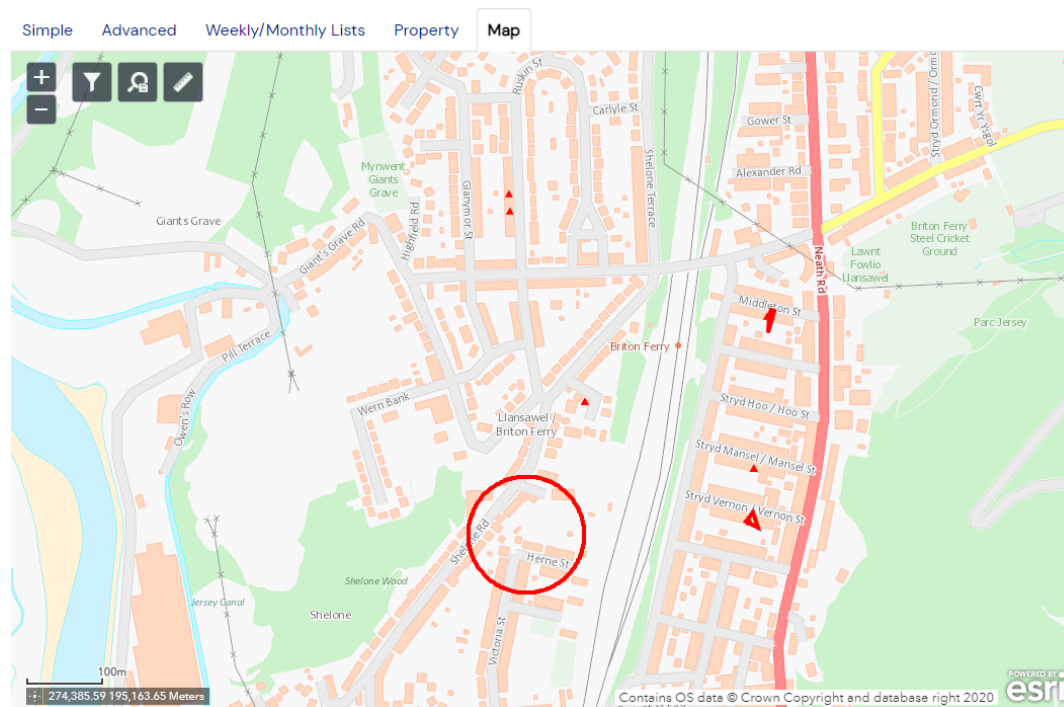 Simple
Advanced
Weekly/Monthly Lists
Property
Map
+
−
Ruskin St
Carlyle St
Gower St
Stryd Ormond / Ormo
Cwrt Yr Ysgol
Shelone Terrace
Mynwent
Giants
Grave
Alexander Rd
Glanymor St
Highfield Rd
Giants Grave
Giant's Grave Rd
Briton Ferry
Steel Cricket
Ground
Lawnt
Fowlio
Llansawel
Neath Rd
Middleton St
Parc Jersey
Pill Terrace
Briton Ferry
Owen's Row
Wern Bank
Stryd Hoo / Hoo St
Llansawel /
Briton Ferry
Stryd Mansel / Mansel St
Stryd Vernon / Vernon St
Shelone Rd
Herne St
Shelone Wood
Jersey Canal
Shelone
Victoria St
100m
274,385.59 195,163.65 Meters
Contains OS data © Crown Copyright and database right 2020
POWERED BY
esri